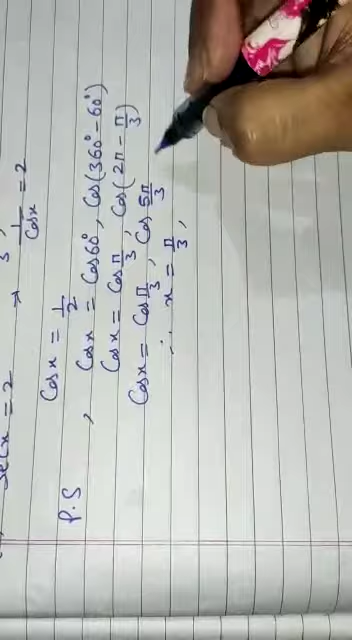 sec x = 2 → 1/cos x = 2
Cos x = 1/2
P.S , Cos x = Cos 60°, Cos(360° - 60°)
Cos x = Cos π/3, Cos(2π - π/3)
Cos x = Cos π/3, Cos 5π/3
∴ x = π/3,